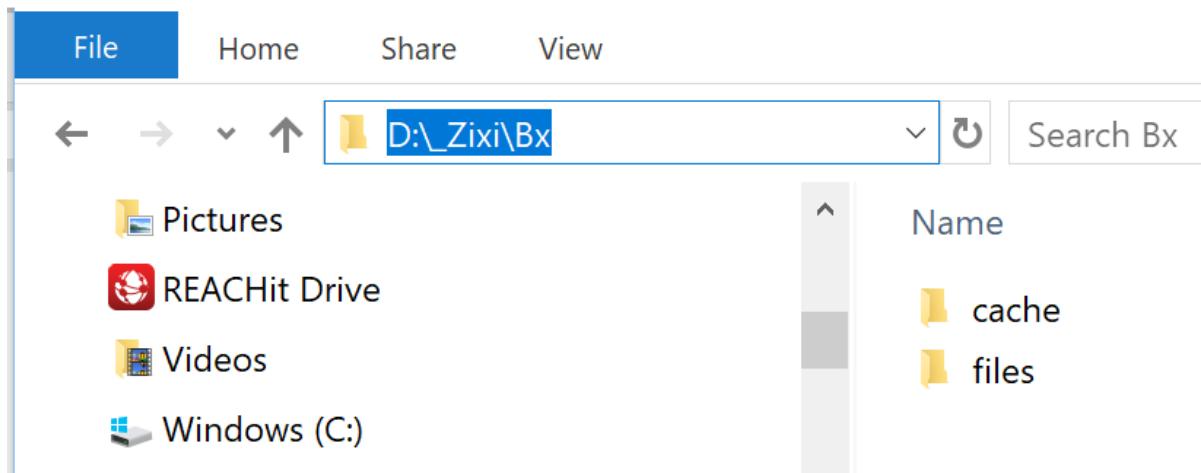 File Home Share View
D:\_Zixi\Bx Search Bx
Pictures
REACHit Drive
Videos
Windows (C:)
Name
cache
files